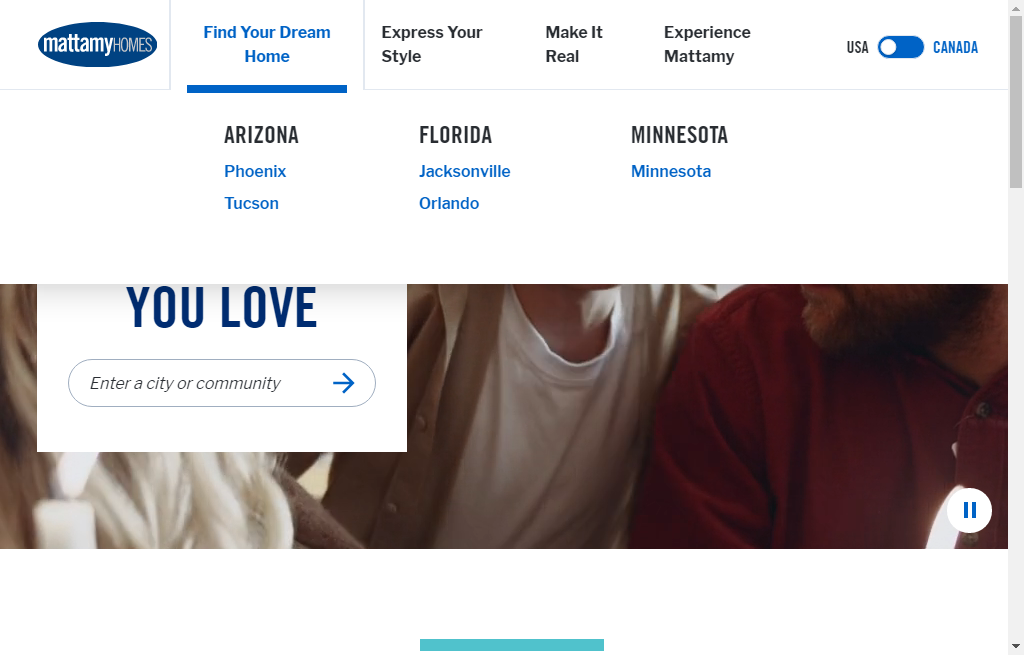 mattamyHOMES
Find Your Dream
Home
Express Your
Style
Make It
Real
Experience
Mattamy
USA
CANADA
ARIZONA
Phoenix
Tucson
FLORIDA
Jacksonville
Orlando
MINNESOTA
Minnesota
YOU LOVE
Enter a city or community